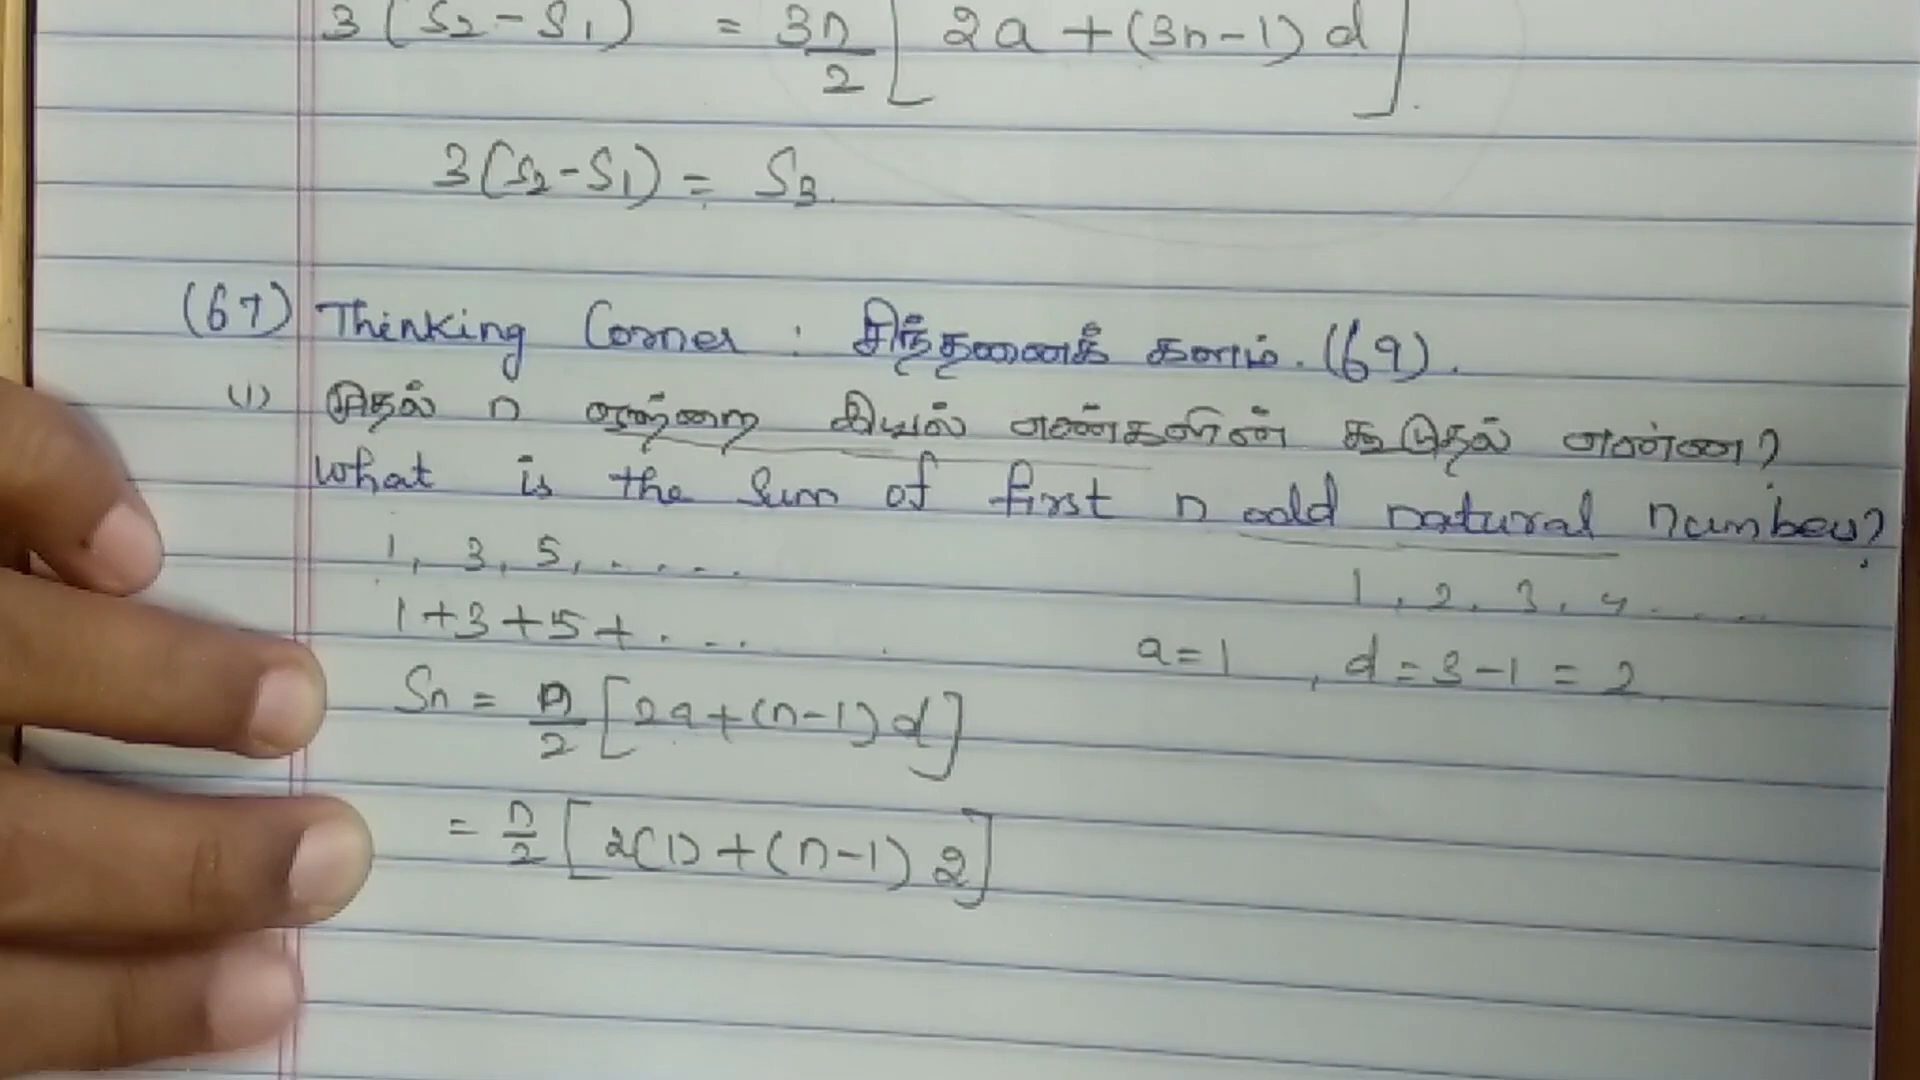 3(S₂-S₁) = 3n/2 [2a+(3n-1)d].
3(S₂-S₁) = S₃.
(67) Thinking Corner : சிந்தனைக் களம். (69).
(1) முதல் n ஒற்றை இயல் எண்களின் கூடுதல் என்ன?
What is the Sum of first n odd natural number?
1, 3, 5, .....
1, 2, 3, 4.....
1+3+5+....
a=1, d=3-1=2.
Sn = n/2 [2a+(n-1)d]
= n/2 [2(1)+(n-1)2]